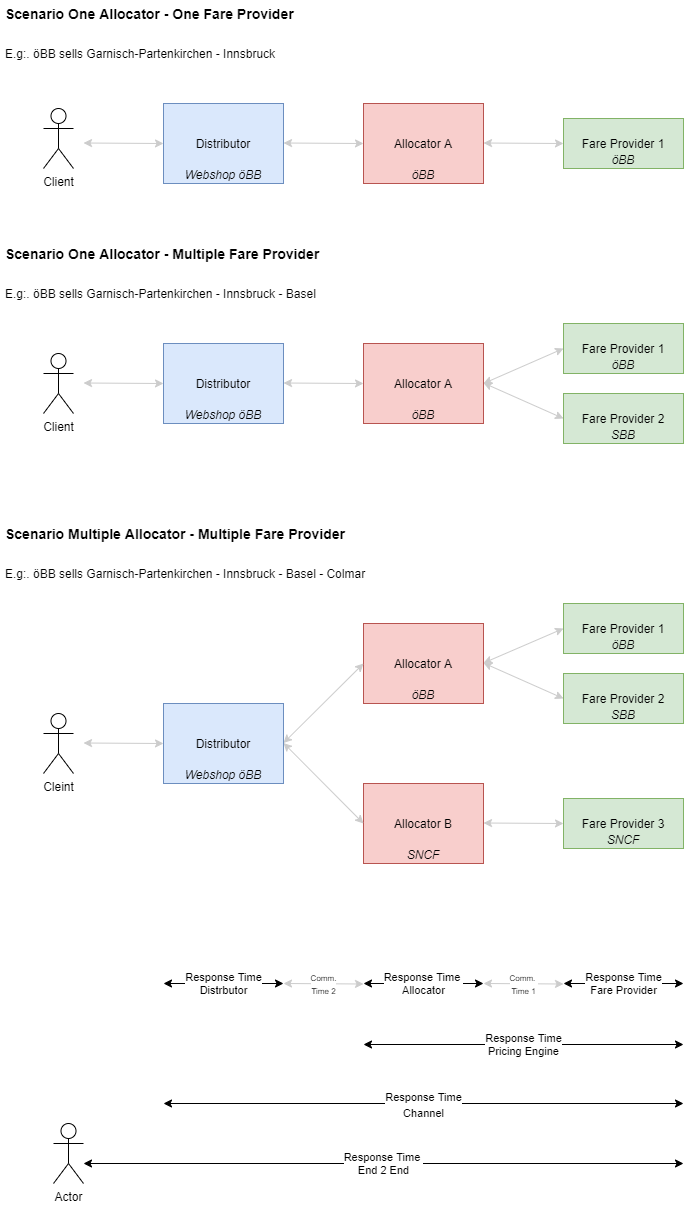 Scenario One Allocator - One Fare Provider
E.g:. öBB sells Garnisch-Partenkirchen - Innsbruck
Distributor
Webshop öBB
Allocator A
öBB
Fare Provider 1
öBB
Client
Scenario One Allocator - Multiple Fare Provider
E.g:. öBB sells Garnisch-Partenkirchen - Innsbruck - Basel
Fare Provider 1
öBB
Distributor
Webshop öBB
Allocator A
öBB
Fare Provider 2
SBB
Client
Scenario Multiple Allocator - Multiple Fare Provider
E.g:. öBB sells Garnisch-Partenkirchen - Innsbruck - Basel - Colmar
Fare Provider 1
öBB
Allocator A
öBB
Fare Provider 2
SBB
Distributor
Webshop öBB
Cleint
Allocator B
SNCF
Fare Provider 3
SNCF
Response Time
Distrbutor
Comm.
Time 2
Response Time
Allocator
Comm.
Time 1
Response Time
Fare Provider
Response Time
Pricing Engine
Response Time
Channel
Response Time
End 2 End
Actor